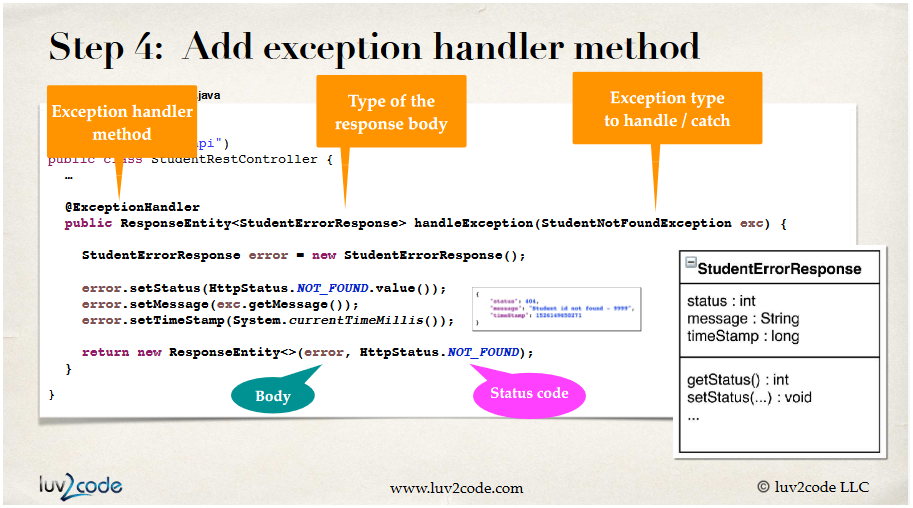 Step 4: Add exception handler method
Exception handler
method
Type of the
response body
Exception type
to handle / catch
java
pi")
public class StudentRestController {
…
@ExceptionHandler
public ResponseEntity<StudentErrorResponse> handleException(StudentNotFoundException exc) {
StudentErrorResponse error = new StudentErrorResponse();
error.setStatus(HttpStatus.NOT_FOUND.value());
error.setMessage(exc.getMessage());
error.setTimeStamp(System.currentTimeMillis());
return new ResponseEntity<>(error, HttpStatus.NOT_FOUND);
}
}
{
"status": 404,
"message": "Student id not found - 9999",
"timeStamp": 1526149650271
}
Body
Status code
StudentErrorResponse
status : int
message : String
timeStamp : long
getStatus() : int
setStatus(...) : void
...
luv2code
www.luv2code.com
© luv2code LLC